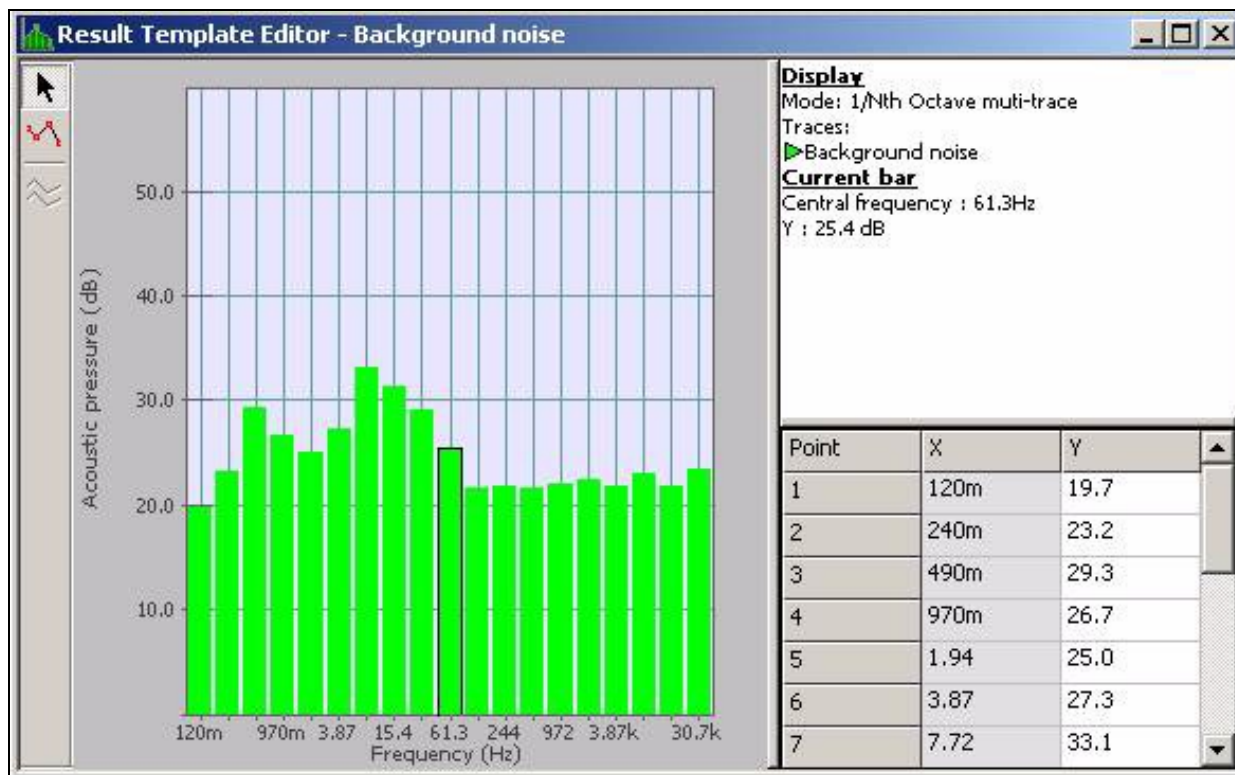 Result Template Editor - Background noise
50.0
40.0
30.0
20.0
10.0
Acoustic pressure (dB)
120m 970m 3.87 15.4 61.3 244 972 3.87k 30.7k
Frequency (Hz)
Display
Mode: 1/Nth Octave muti-trace
Traces:
Background noise
Current bar
Central frequency : 61.3Hz
Y : 25.4 dB
Point X Y
1 120m 19.7
2 240m 23.2
3 490m 29.3
4 970m 26.7
5 1.94 25.0
6 3.87 27.3
7 7.72 33.1